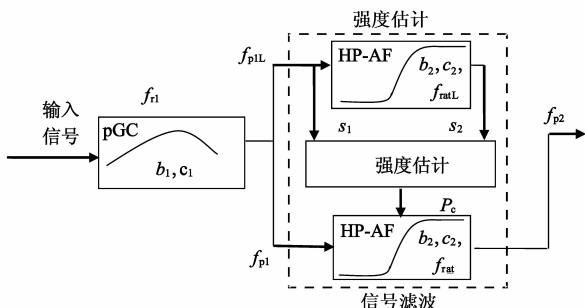 强度估计
f_p1L
HP-AF
b_2, c_2,
f_ratL
f_r1
输入
信号
pGC
b_1, c_1
s_1
s_2
f_p2
强度估计
P_c
HP-AF
b_2, c_2,
f_rat
f_p1
信号滤波